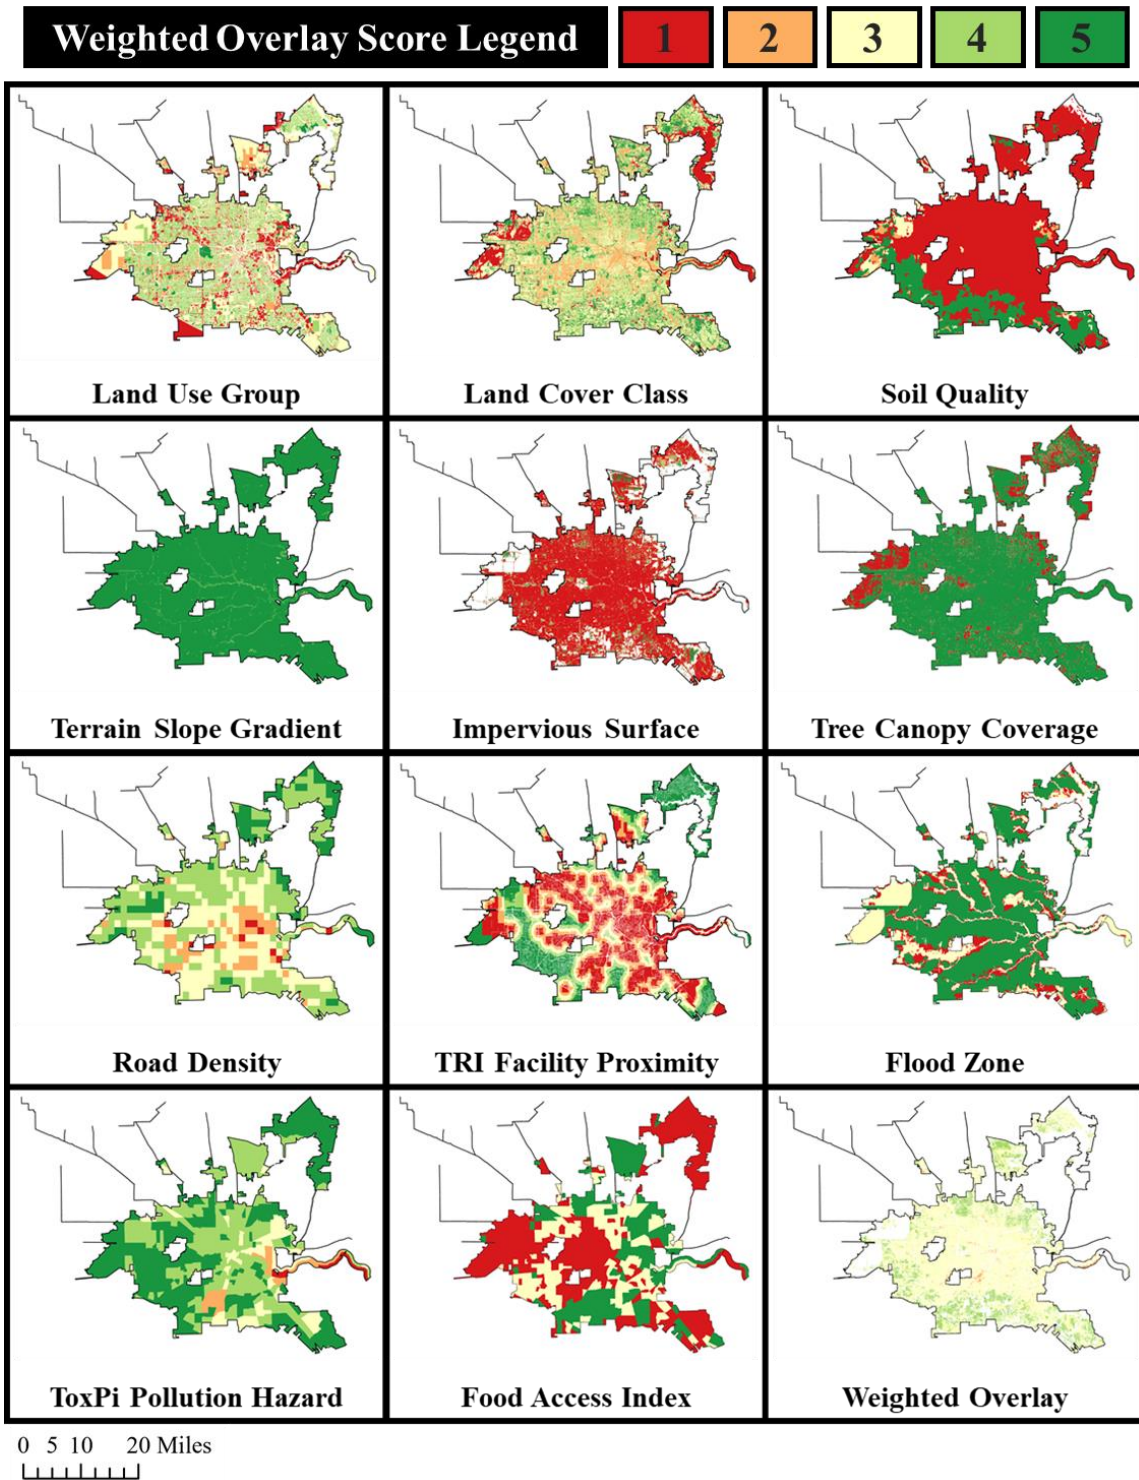 Weighted Overlay Score Legend 1 2 3 4 5
Land Use Group Land Cover Class Soil Quality
Terrain Slope Gradient Impervious Surface Tree Canopy Coverage
Road Density TRI Facility Proximity Flood Zone
ToxPi Pollution Hazard Food Access Index Weighted Overlay
0 5 10 20 Miles